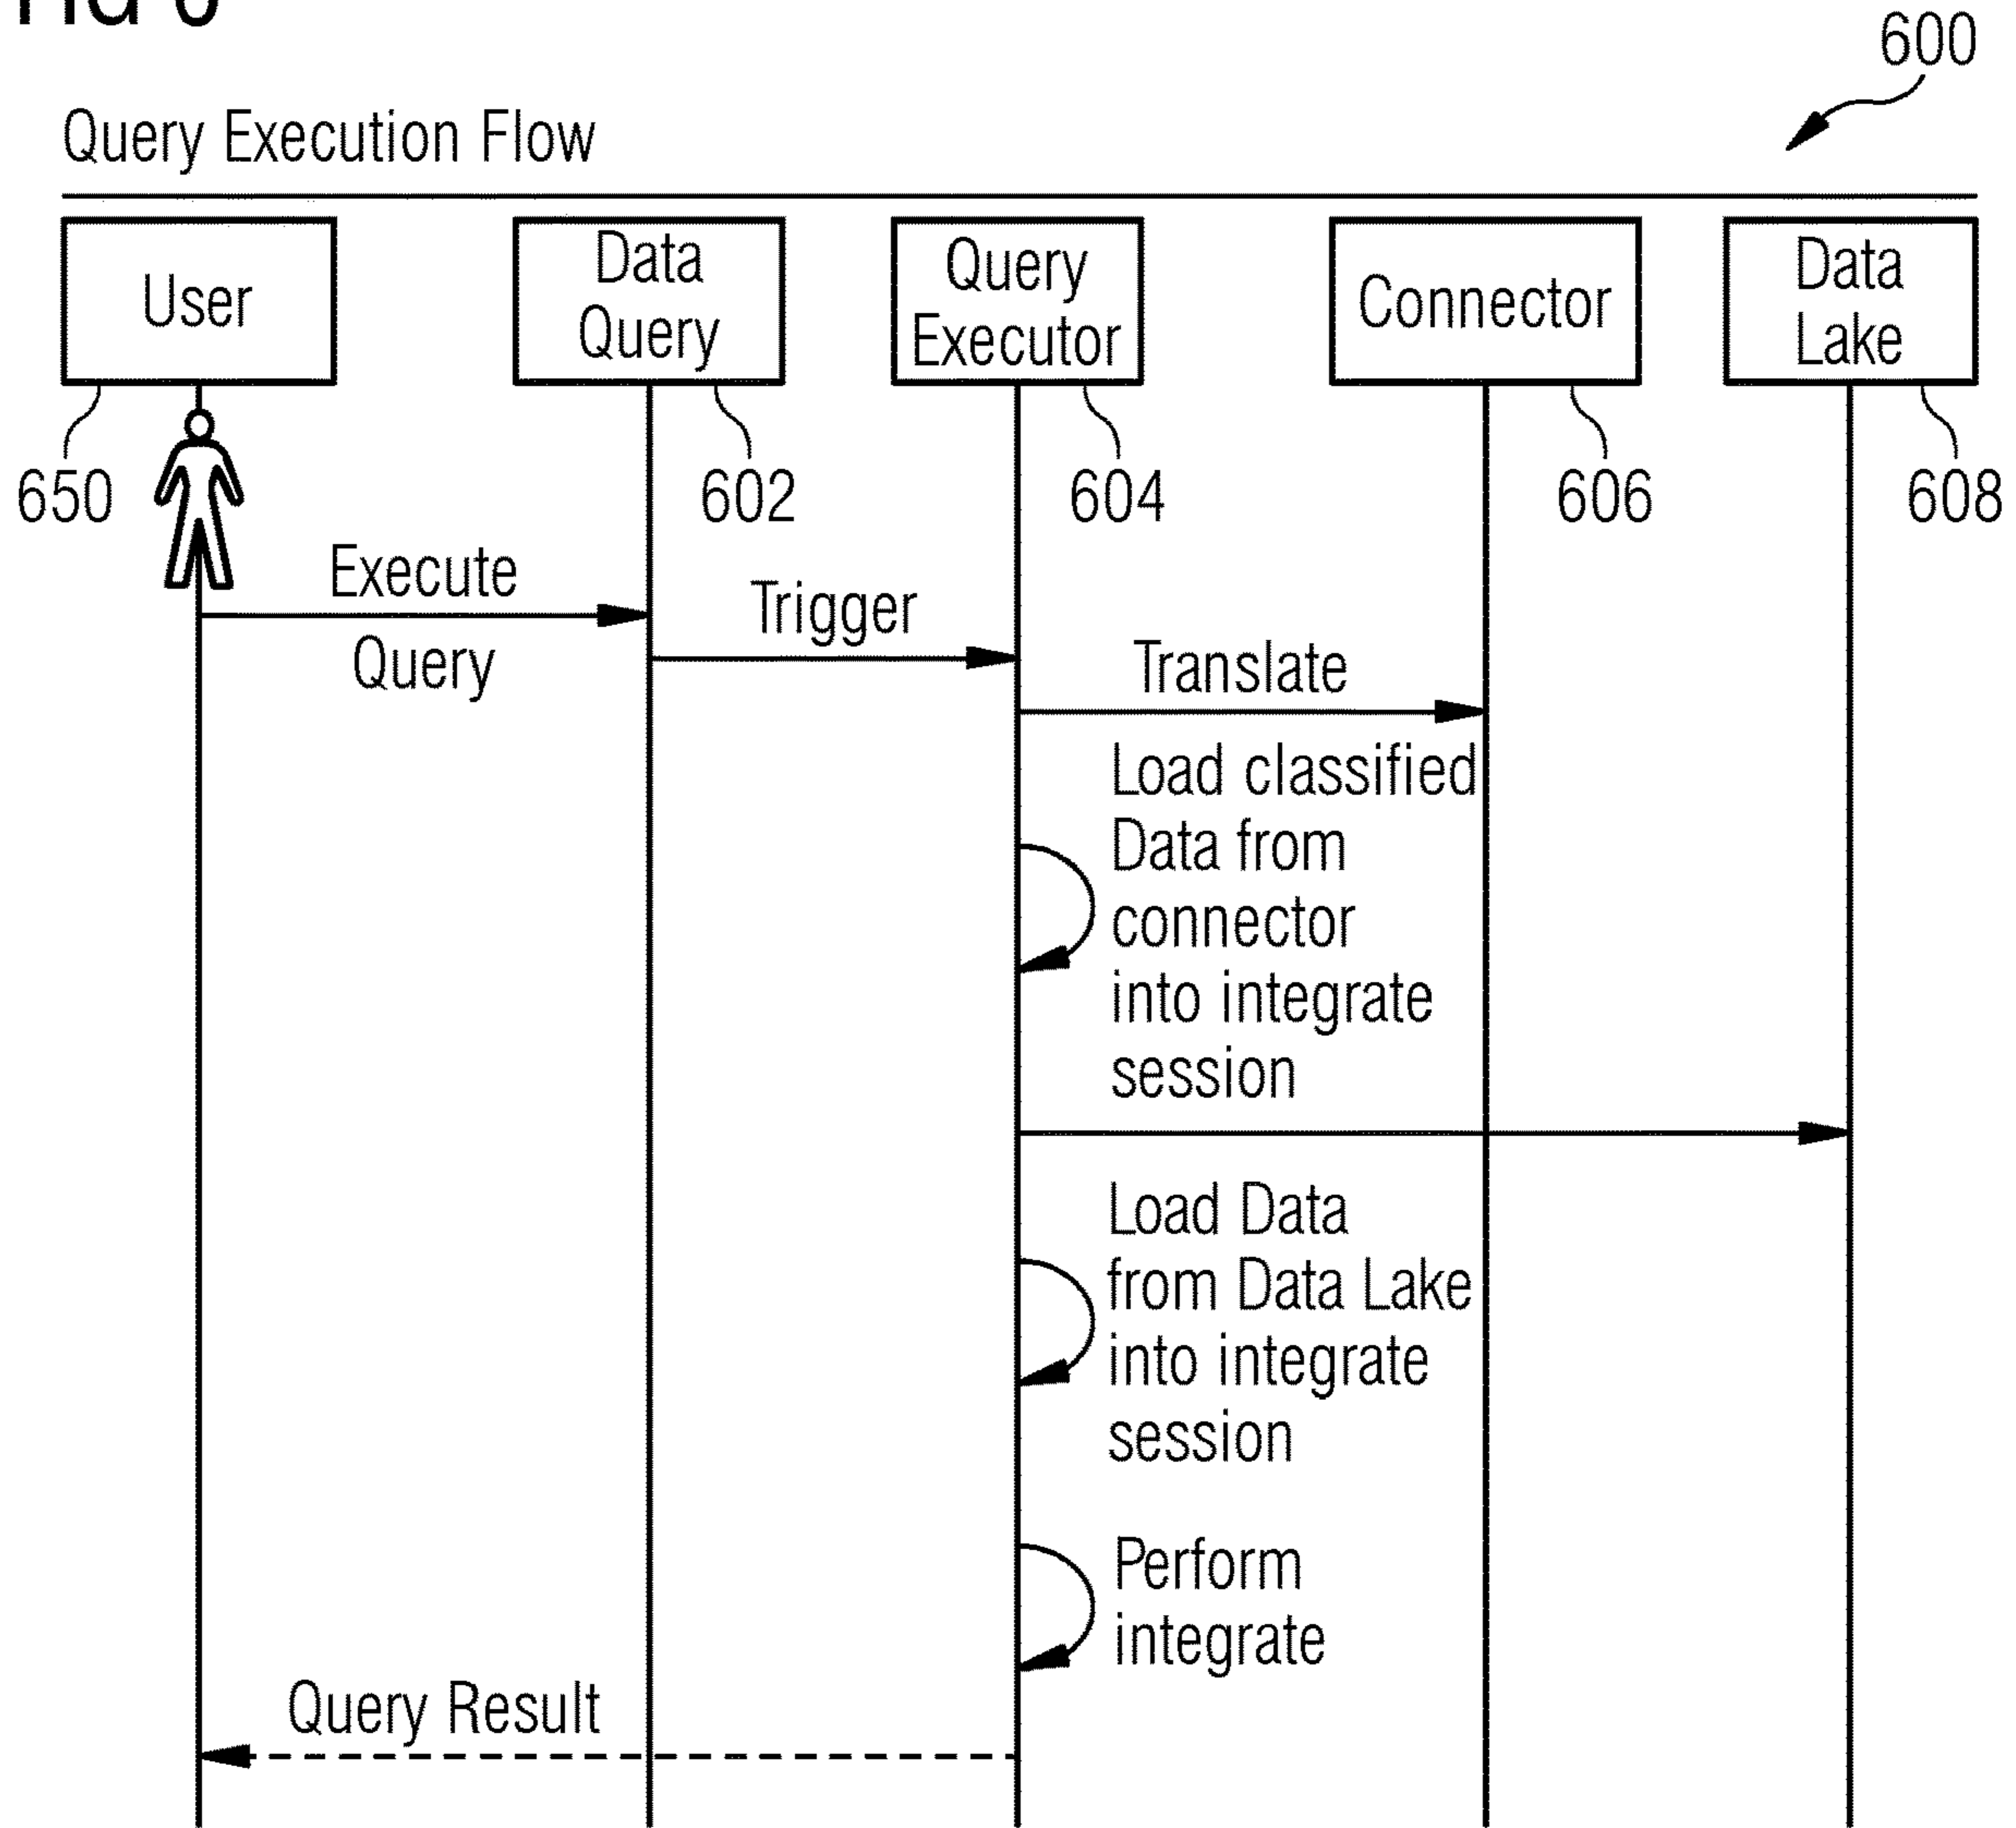 600
Query Execution Flow
User
Data
Query
Query
Executor
Connector
Data
Lake
650
602
604
606
608
Execute
Query
Trigger
Translate
Load classified
Data from
connector
into integrate
session
Load Data
from Data Lake
into integrate
session
Perform
integrate
Query Result